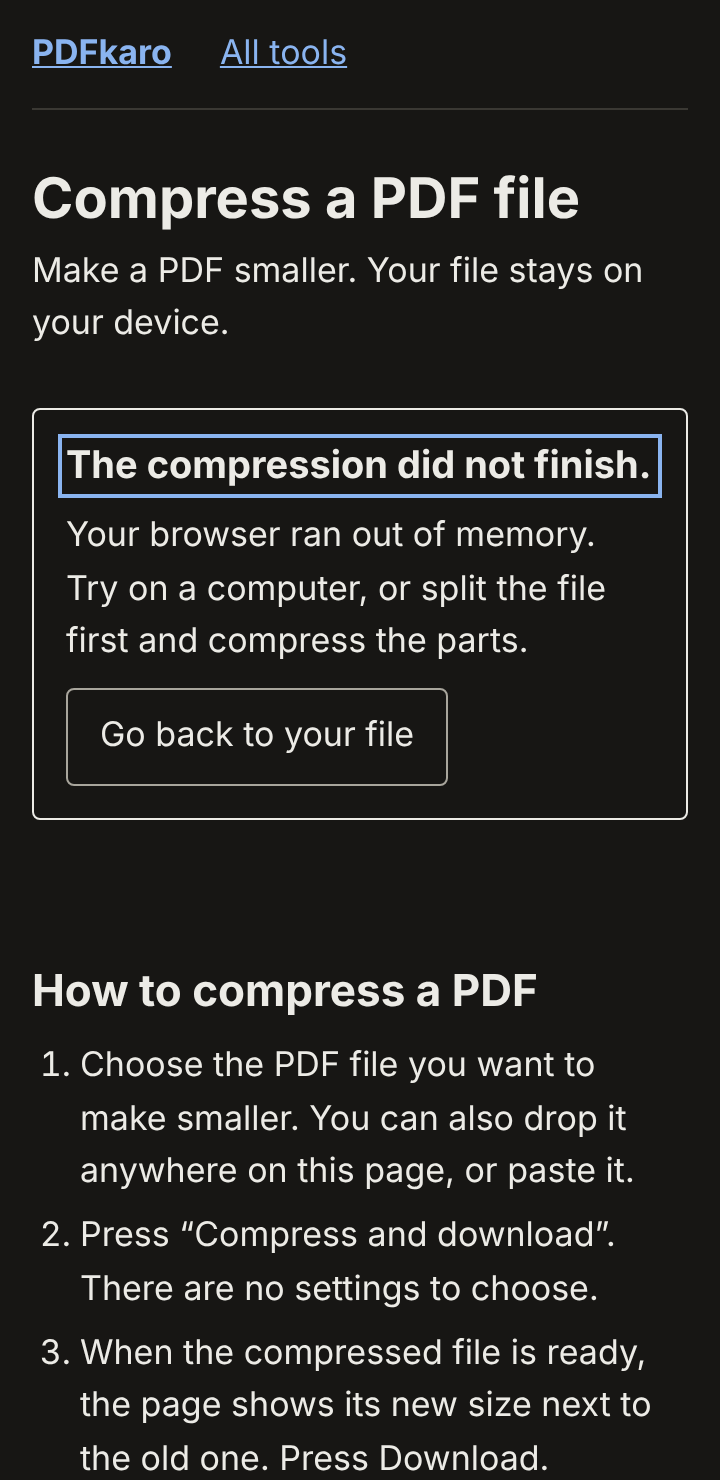 PDFkaro All tools
Compress a PDF file
Make a PDF smaller. Your file stays on
your device.
The compression did not finish.
Your browser ran out of memory.
Try on a computer, or split the file
first and compress the parts.
Go back to your file
How to compress a PDF
1. Choose the PDF file you want to
make smaller. You can also drop it
anywhere on this page, or paste it.
2. Press “Compress and download”.
There are no settings to choose.
3. When the compressed file is ready,
the page shows its new size next to
the old one. Press Download.